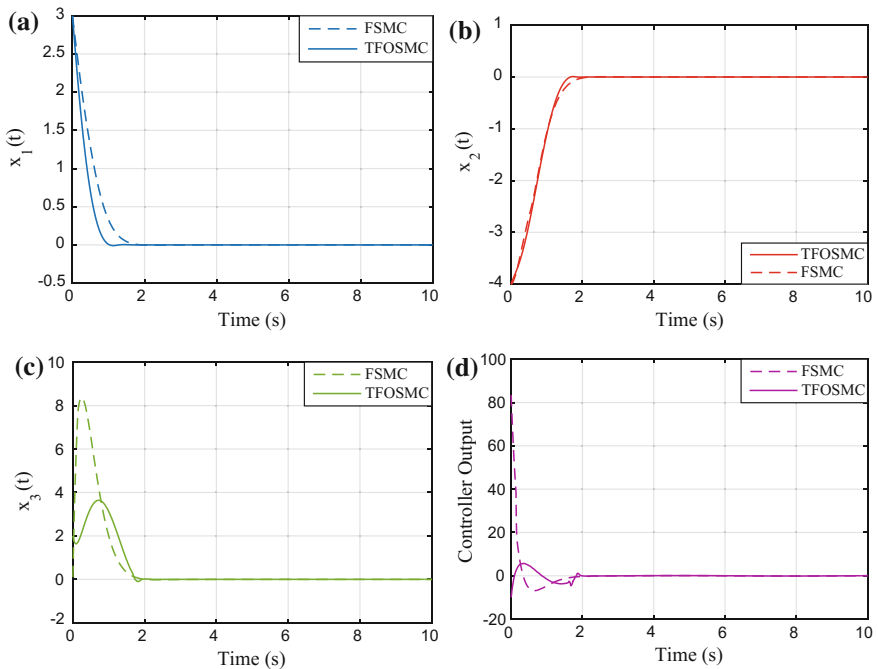 (a)
3
2.5
2
1.5
1
0.5
0
-0.5
x_1(t)
0 2 4 6 8 10
Time (s)
FSMC
TFOSMC
(b)
0
-1
-2
-3
-4
x_2(t)
0 2 4 6 8 10
Time (s)
TFOSMC
FSMC
(c)
10
8
6
4
2
0
-2
x_3(t)
0 2 4 6 8 10
Time (s)
FSMC
TFOSMC
(d)
100
80
60
40
20
0
-20
Controller Output
0 2 4 6 8 10
Time (s)
FSMC
TFOSMC